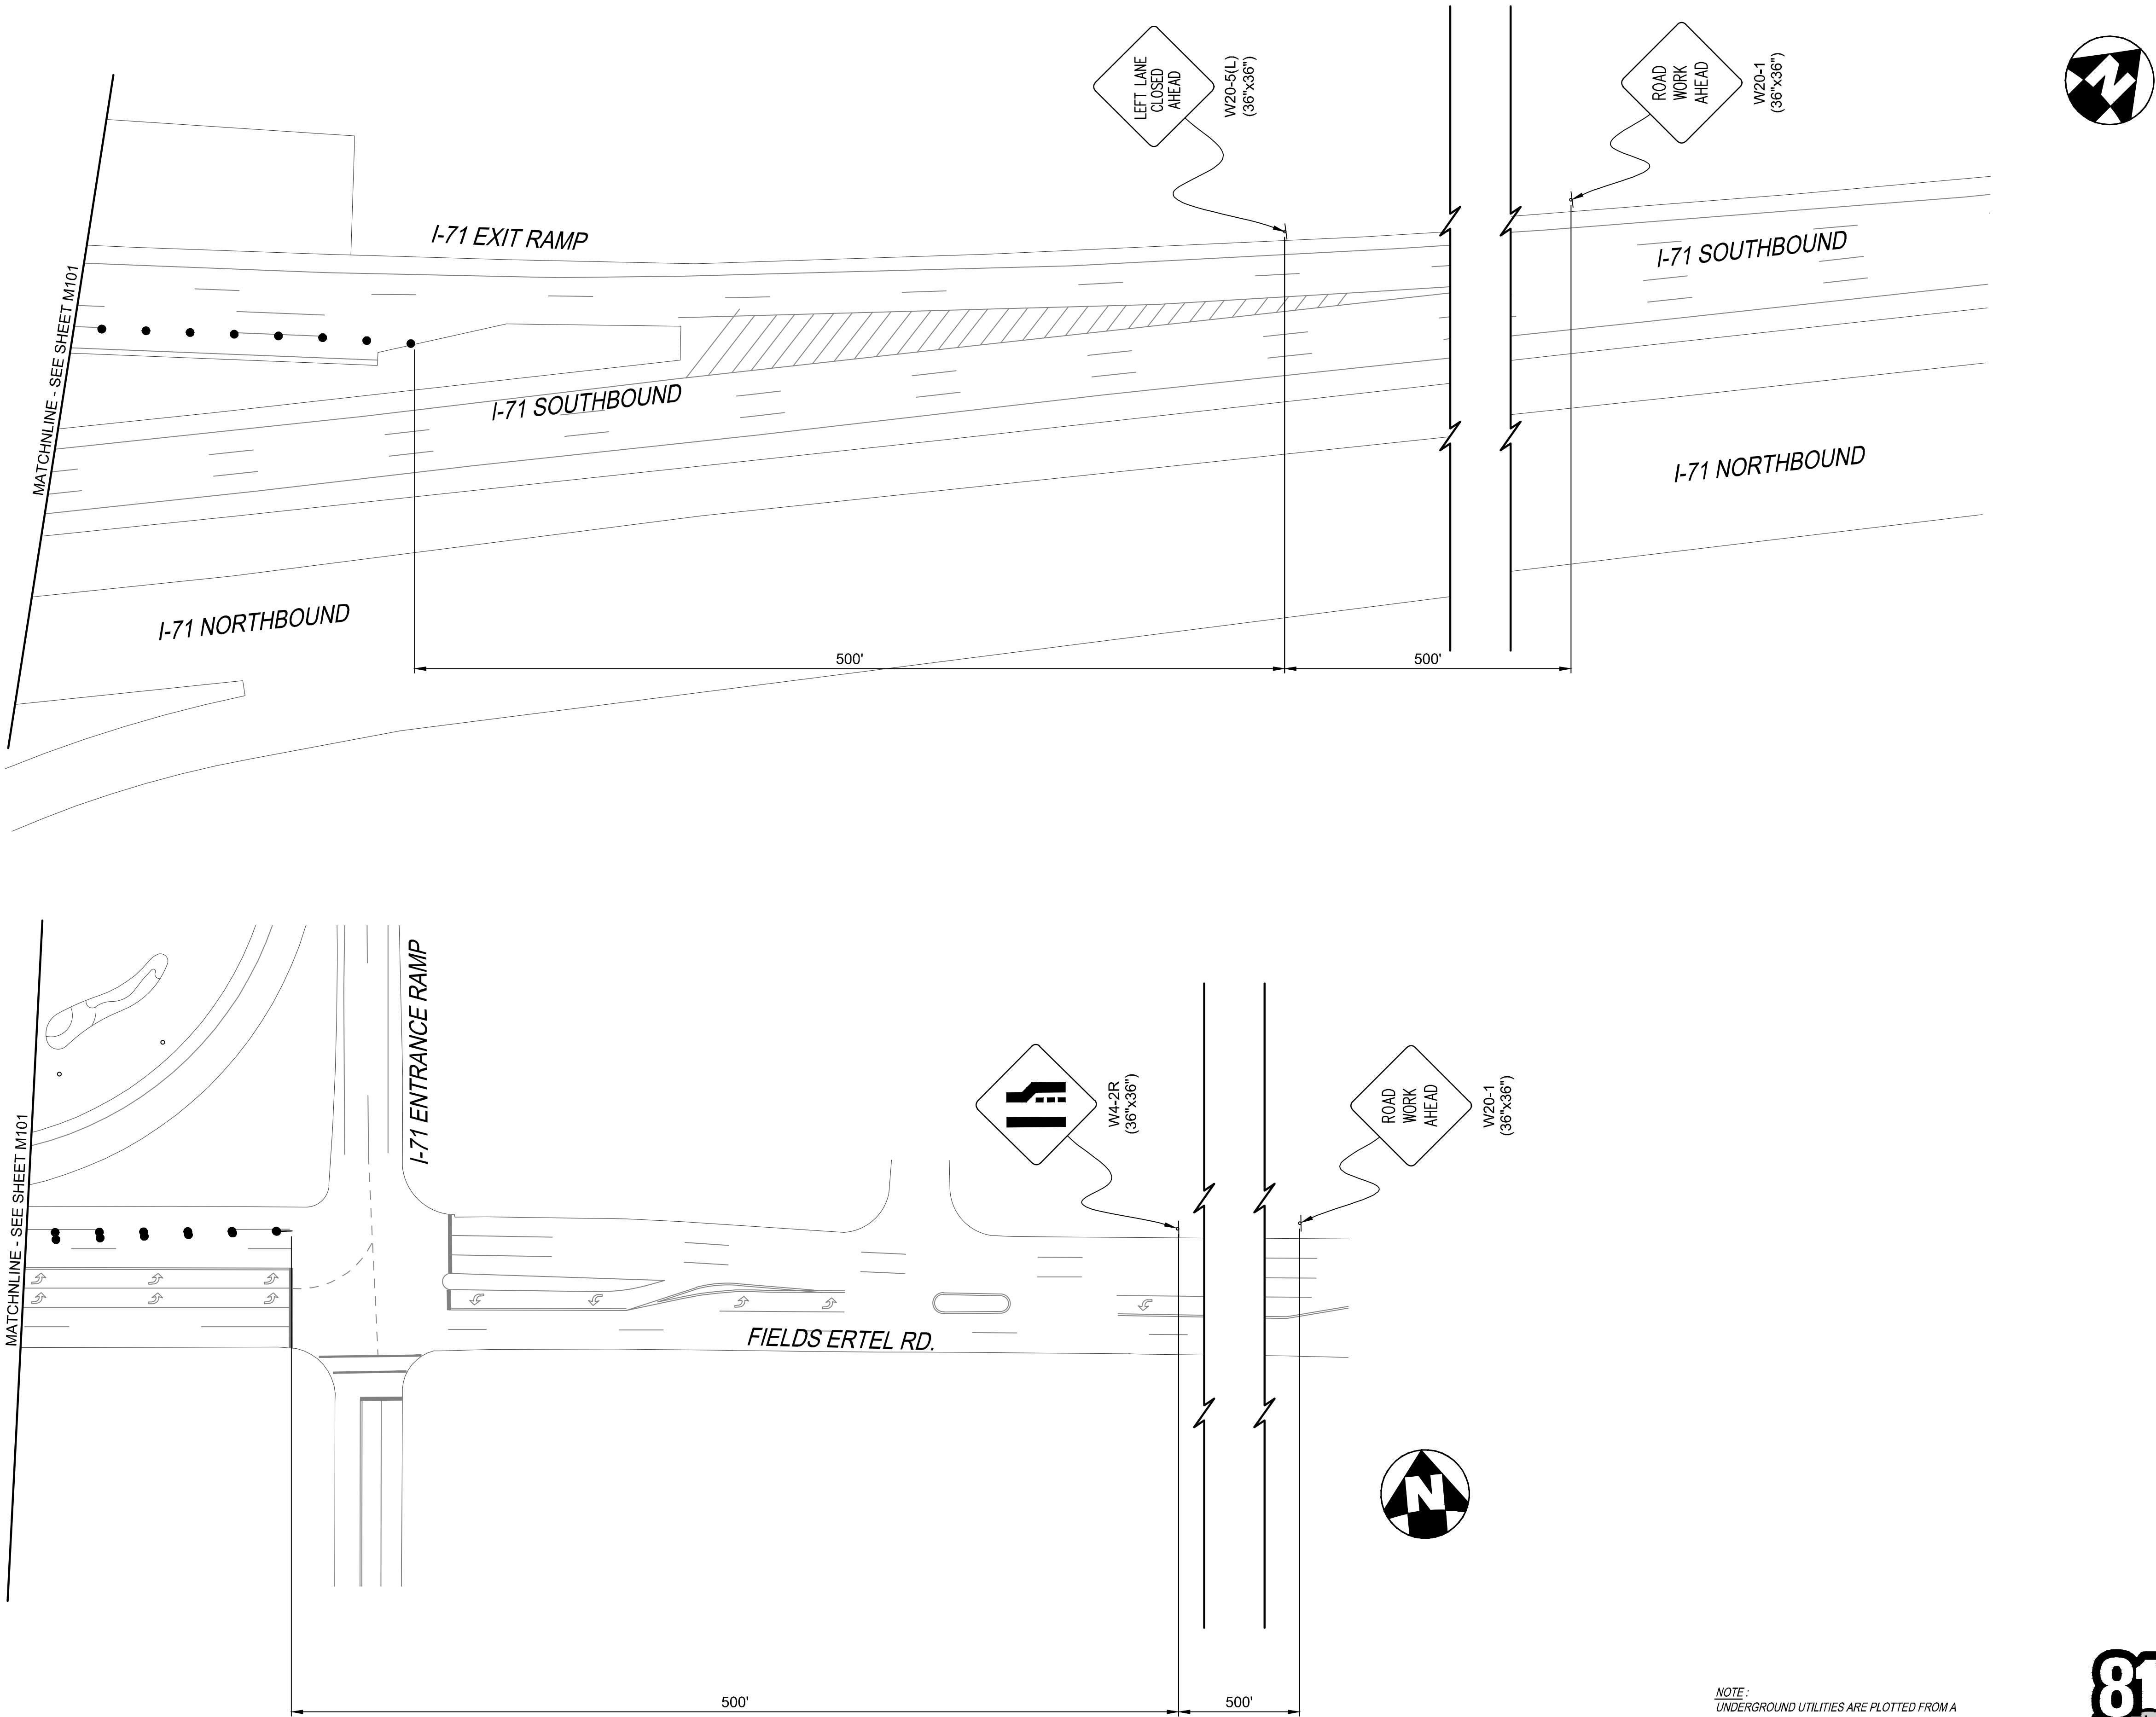 LEFT LANE
CLOSED
AHEAD
W20-5(L)
(36"x36")
ROAD
WORK
AHEAD
W20-1
(36"x36")
N
I-71 EXIT RAMP
I-71 SOUTHBOUND
MATCHNLINE - SEE SHEET M101
I-71 SOUTHBOUND
I-71 NORTHBOUND
I-71 NORTHBOUND
500'
500'
I-71 ENTRANCE RAMP
W4-2R
(36"x36")
ROAD
WORK
AHEAD
W20-1
(36"x36")
MATCHNLINE - SEE SHEET M101
FIELDS ERTEL RD.
N
500'
500'
NOTE :
UNDERGROUND UTILITIES ARE PLOTTED FROM A
81